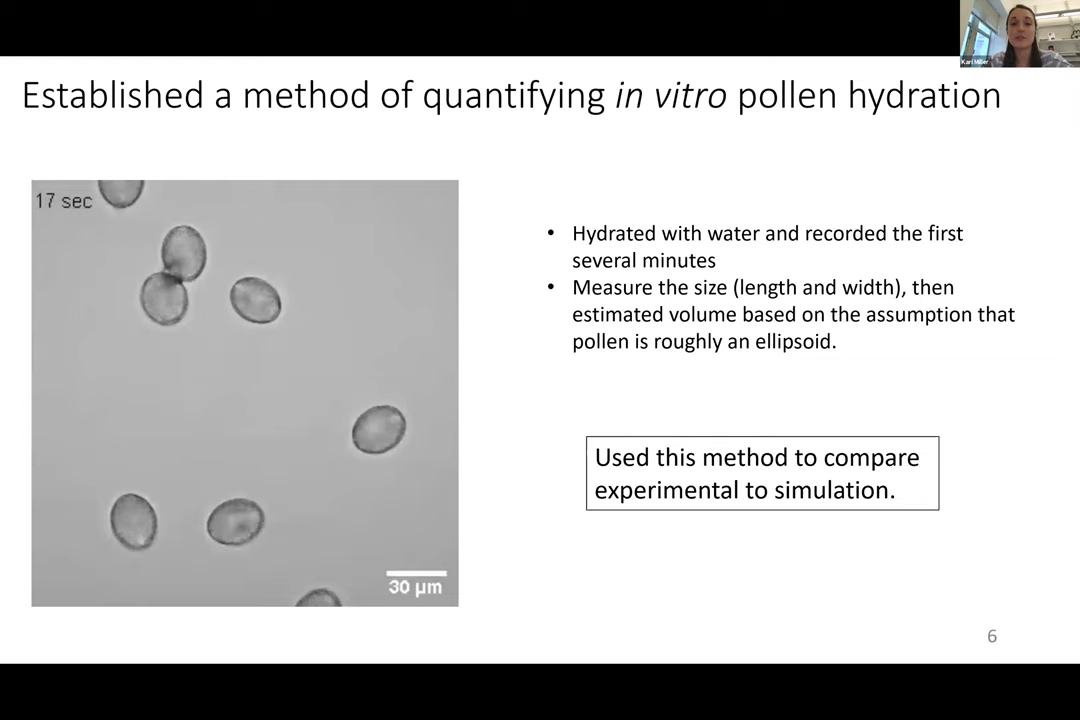 Kari Miller
Established a method of quantifying in vitro pollen hydration
17 sec
30 µm
• Hydrated with water and recorded the first
several minutes
• Measure the size (length and width), then
estimated volume based on the assumption that
pollen is roughly an ellipsoid.
Used this method to compare
experimental to simulation.
6